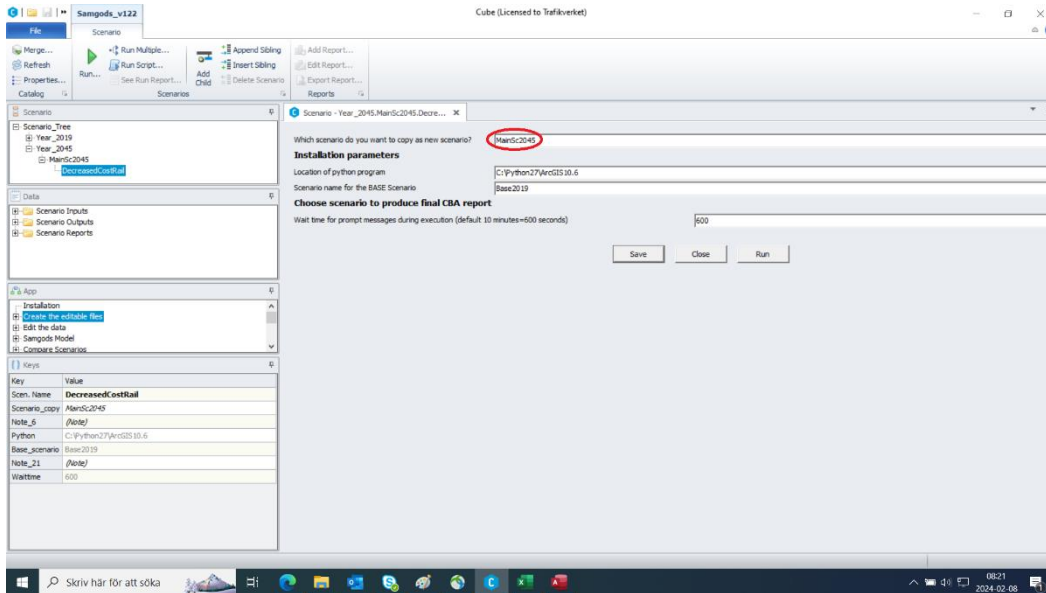 Samgods_v122
Cube (Licensed to Trafikverket)
File
Scenario
Merge...
Refresh
Properties...
Catalog
Run...
Run Multiple...
Run Script...
See Run Report...
Scenarios
Add Child
Append Sibling
Insert Sibling
Delete Scenario
Add Report...
Edit Report...
Export Report...
Reports
Scenario
Scenario_Tree
Year_2019
Year_2045
MainSc2045
DecreasedCostRail
Data
Scenario Inputs
Scenario Outputs
Scenario Reports
App
Installation
Create the editable files
Edit the data
Samgods Model
Compare Scenarios
Keys
Key Value
Scen. Name DecreasedCostRail
Scenario_copy MainSc2045
Note_6 (Note)
Python C:\Python27\ArcGIS10.6
Base_scenario Base2019
Note_21 (Note)
Waittime 600
Scenario - Year_2045.MainSc2045.Decre...
Which scenario do you want to copy as new scenario? MainSc2045
Installation parameters
Location of python program C:\Python27\ArcGIS10.6
Scenario name for the BASE Scenario Base2019
Choose scenario to produce final CBA report
Wait time for prompt messages during execution (default 10 minutes=600 seconds) 600
Save Close Run
Skriv här för att söka
08:21
2024-02-08